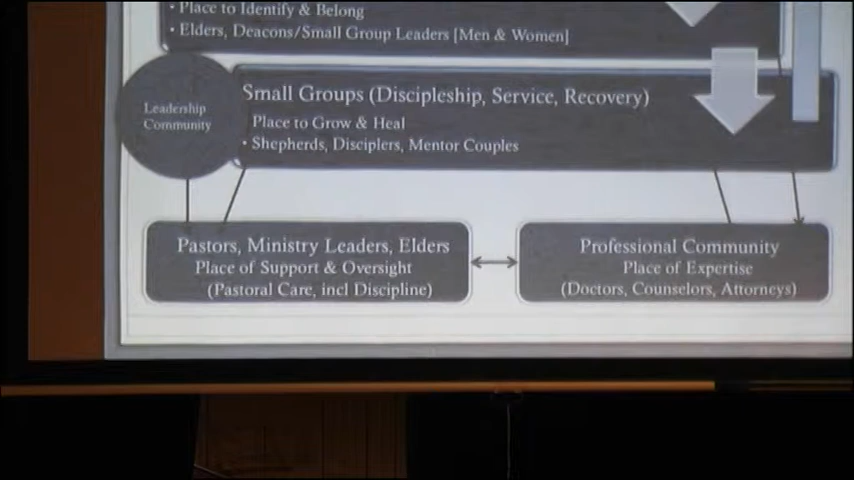 • Place to Identify & Belong
• Elders, Deacons/Small Group Leaders [Men & Women]
Leadership
Community
Small Groups (Discipleship, Service, Recovery)
Place to Grow & Heal
• Shepherds, Disciplers, Mentor Couples
Pastors, Ministry Leaders, Elders
Place of Support & Oversight
(Pastoral Care, incl Discipline)
Professional Community
Place of Expertise
(Doctors, Counselors, Attorneys)